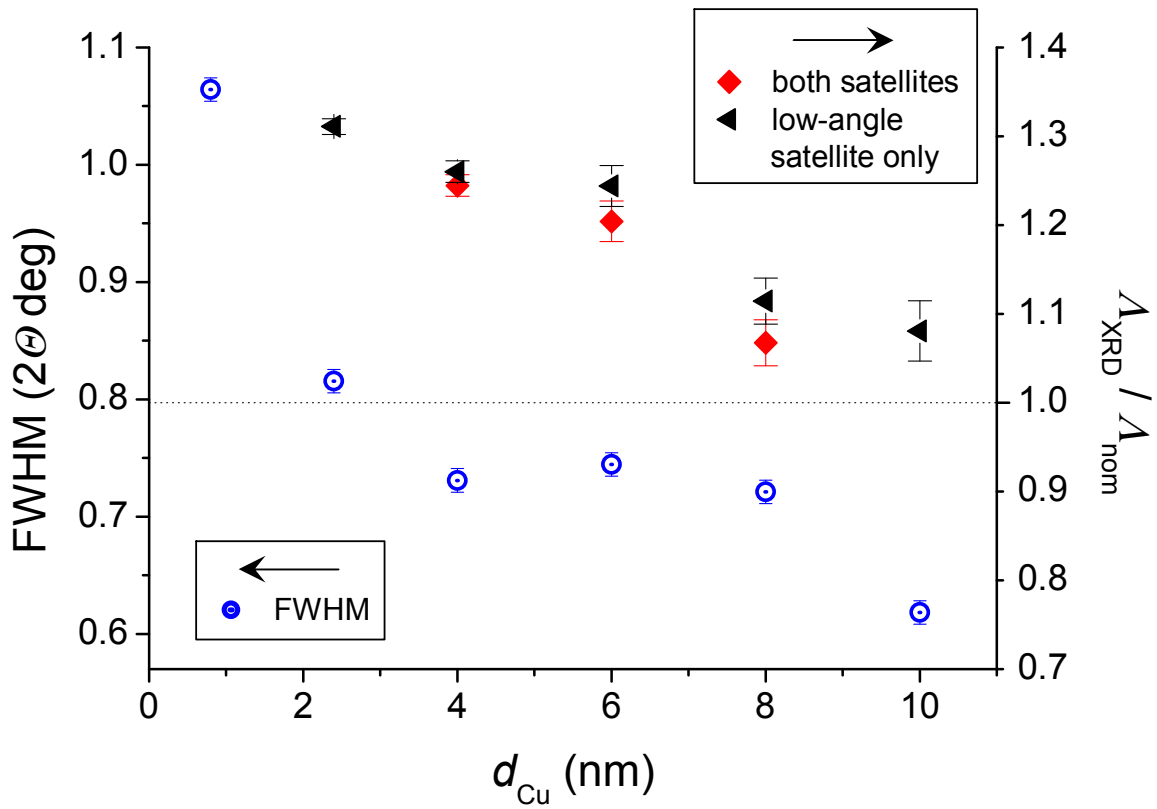 1.1
1.0
0.9
0.8
0.7
0.6
FWHM (2Θ deg)
both satellites
low-angle
satellite only
FWHM
1.4
1.3
1.2
1.1
1.0
0.9
0.8
0.7
Λ_XRD / Λ_nom
0 2 4 6 8 10
d_Cu (nm)